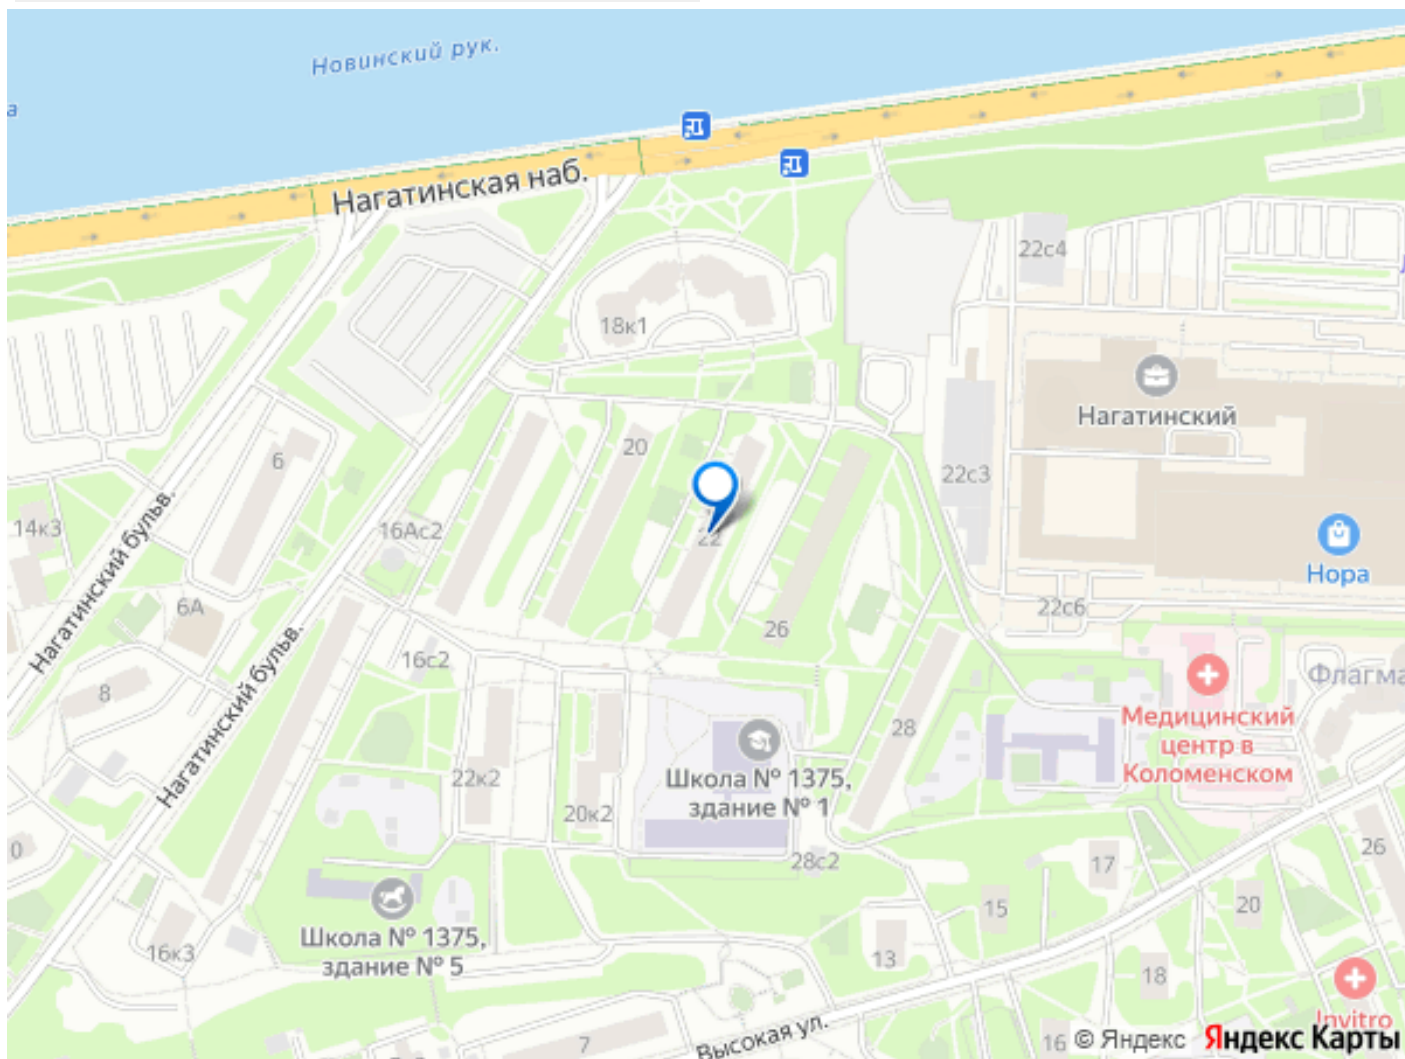 Новинский рук.
а
Нагатинская наб.
22с4
18к1
Нагатинский
20
6
22с3
14к3
16Ас2
22
Нора
Нагатинский бульв.
6А
22с6
26
16с2
Флагма
8
Нагатинский бульв.
28
Медицинский
центр в
Коломенском
22к2
Школа № 1375,
здание № 1
20к2
0
28с2
17
26
15
20
Школа № 1375,
здание № 5
16к3
13
18
Invitro
Высокая ул.
7
16
© Яндекс Яндекс Карты